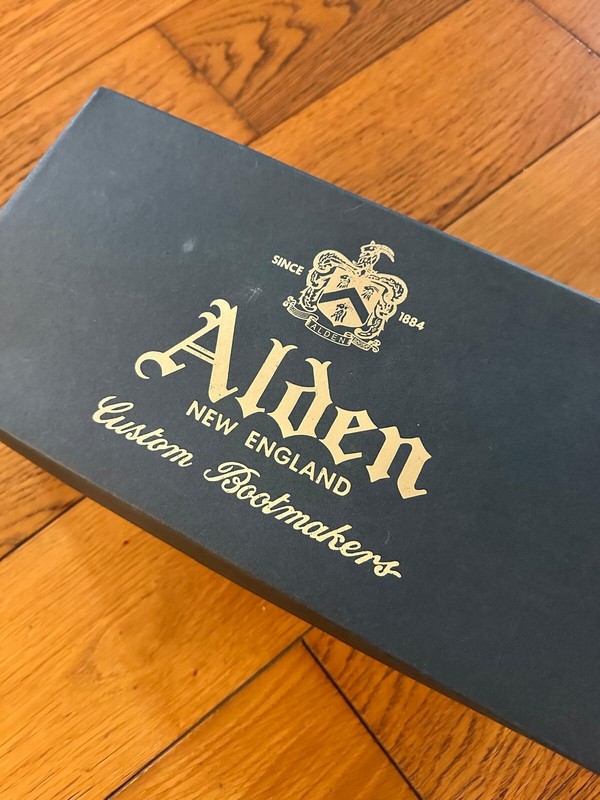 SINCE 1884
ALDEN
Alden
NEW ENGLAND
Custom Bootmakers